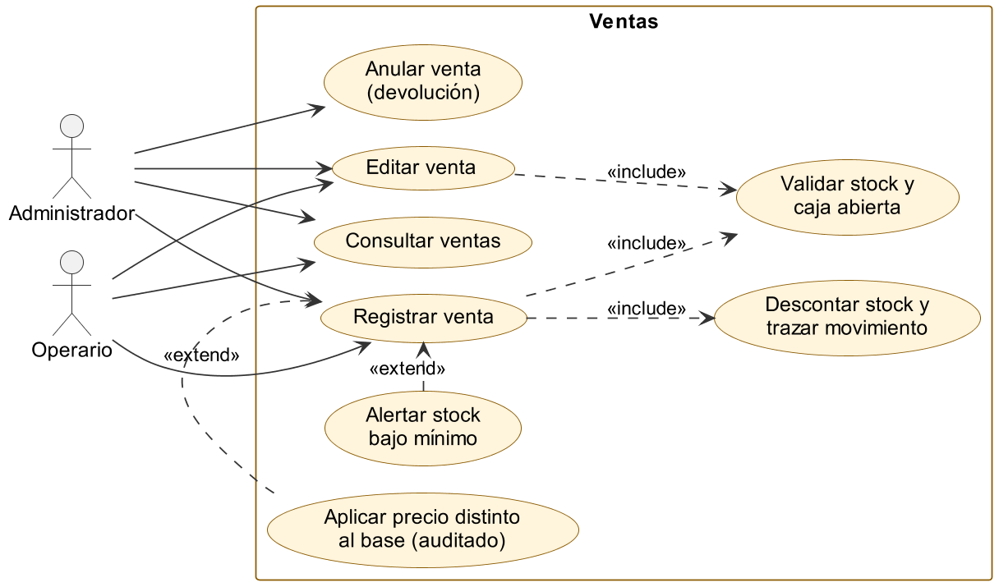 Ventas
Anular venta
(devolución)
Administrador
Editar venta
«include»
Validar stock y
caja abierta
Consultar ventas
«include»
Operario
Registrar venta
«include»
Descontar stock y
trazar movimiento
«extend»
«extend»
Alertar stock
bajo mínimo
Aplicar precio distinto
al base (auditado)